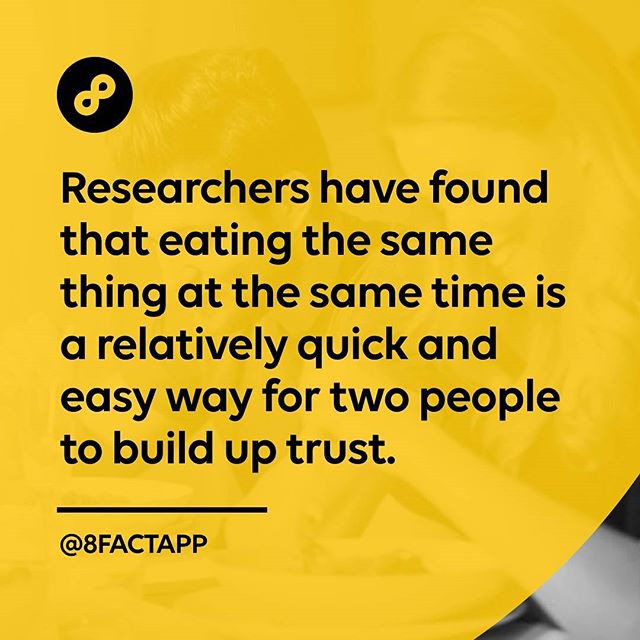 Researchers have found
that eating the same
thing at the same time is
a relatively quick and
easy way for two people
to build up trust.
@8FACTAPP